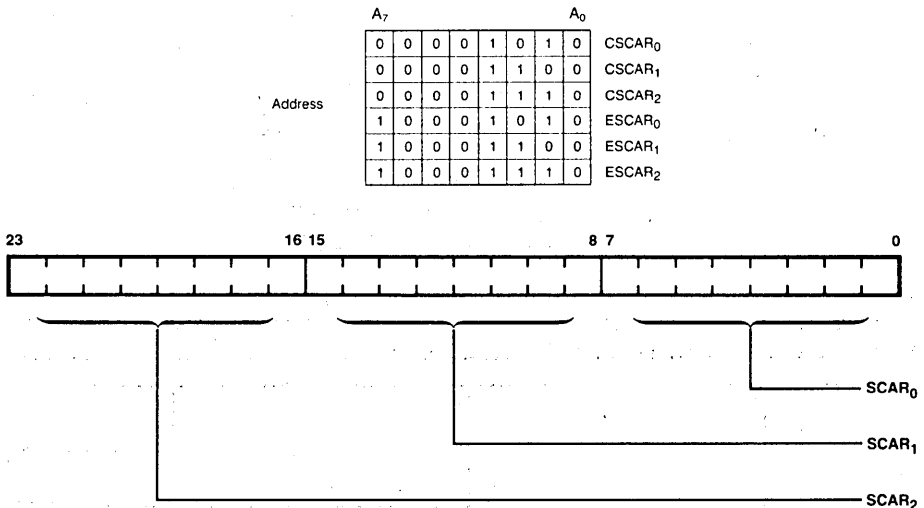 A7 A0
0 0 0 0 1 0 1 0 CSCAR0
0 0 0 0 1 1 0 0 CSCAR1
0 0 0 0 1 1 1 0 CSCAR2
Address
1 0 0 0 1 0 1 0 ESCAR0
1 0 0 0 1 1 0 0 ESCAR1
1 0 0 0 1 1 1 0 ESCAR2
23 16 15 8 7 0
SCAR0
SCAR1
SCAR2